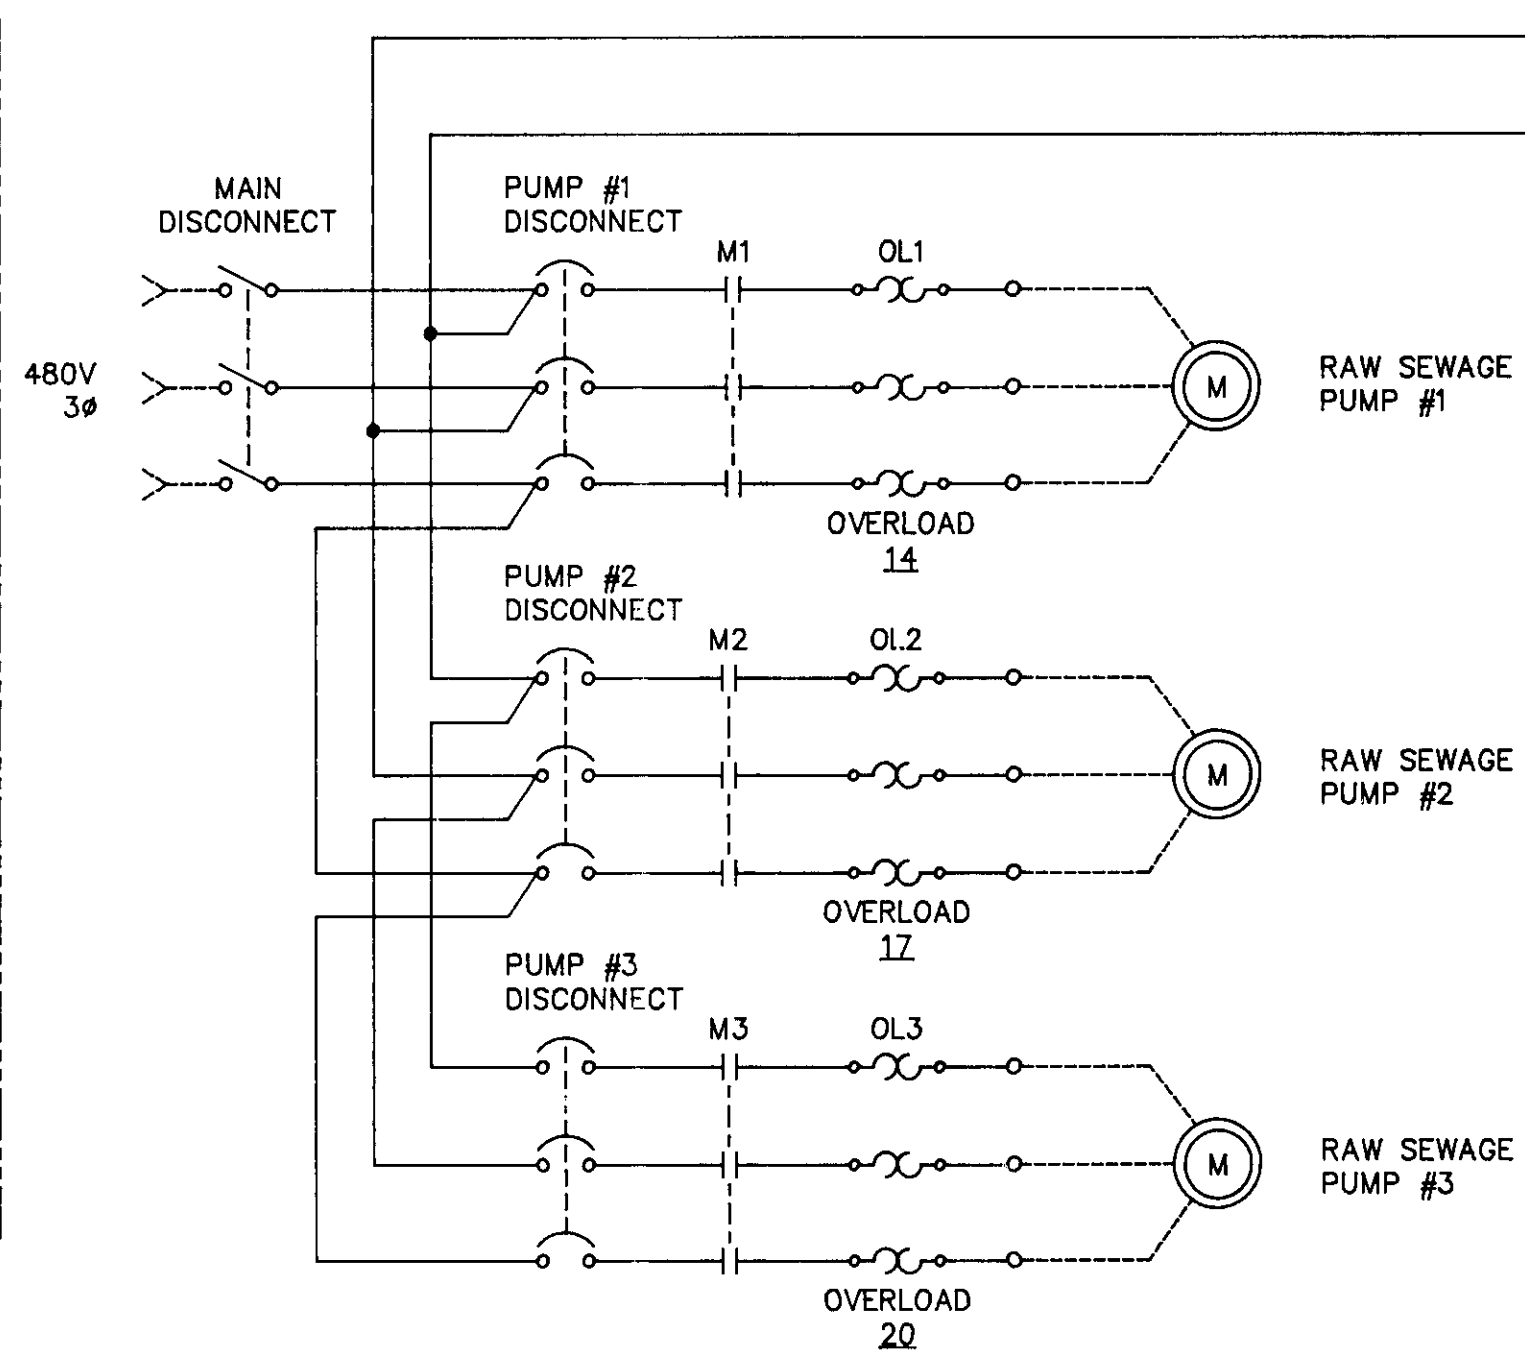 MAIN
DISCONNECT
PUMP #1
DISCONNECT
M1
OL1
480V
3ø
M
RAW SEWAGE
PUMP #1
OVERLOAD
14
PUMP #2
DISCONNECT
M2
OL2
M
RAW SEWAGE
PUMP #2
OVERLOAD
17
PUMP #3
DISCONNECT
M3
OL3
M
RAW SEWAGE
PUMP #3
OVERLOAD
20